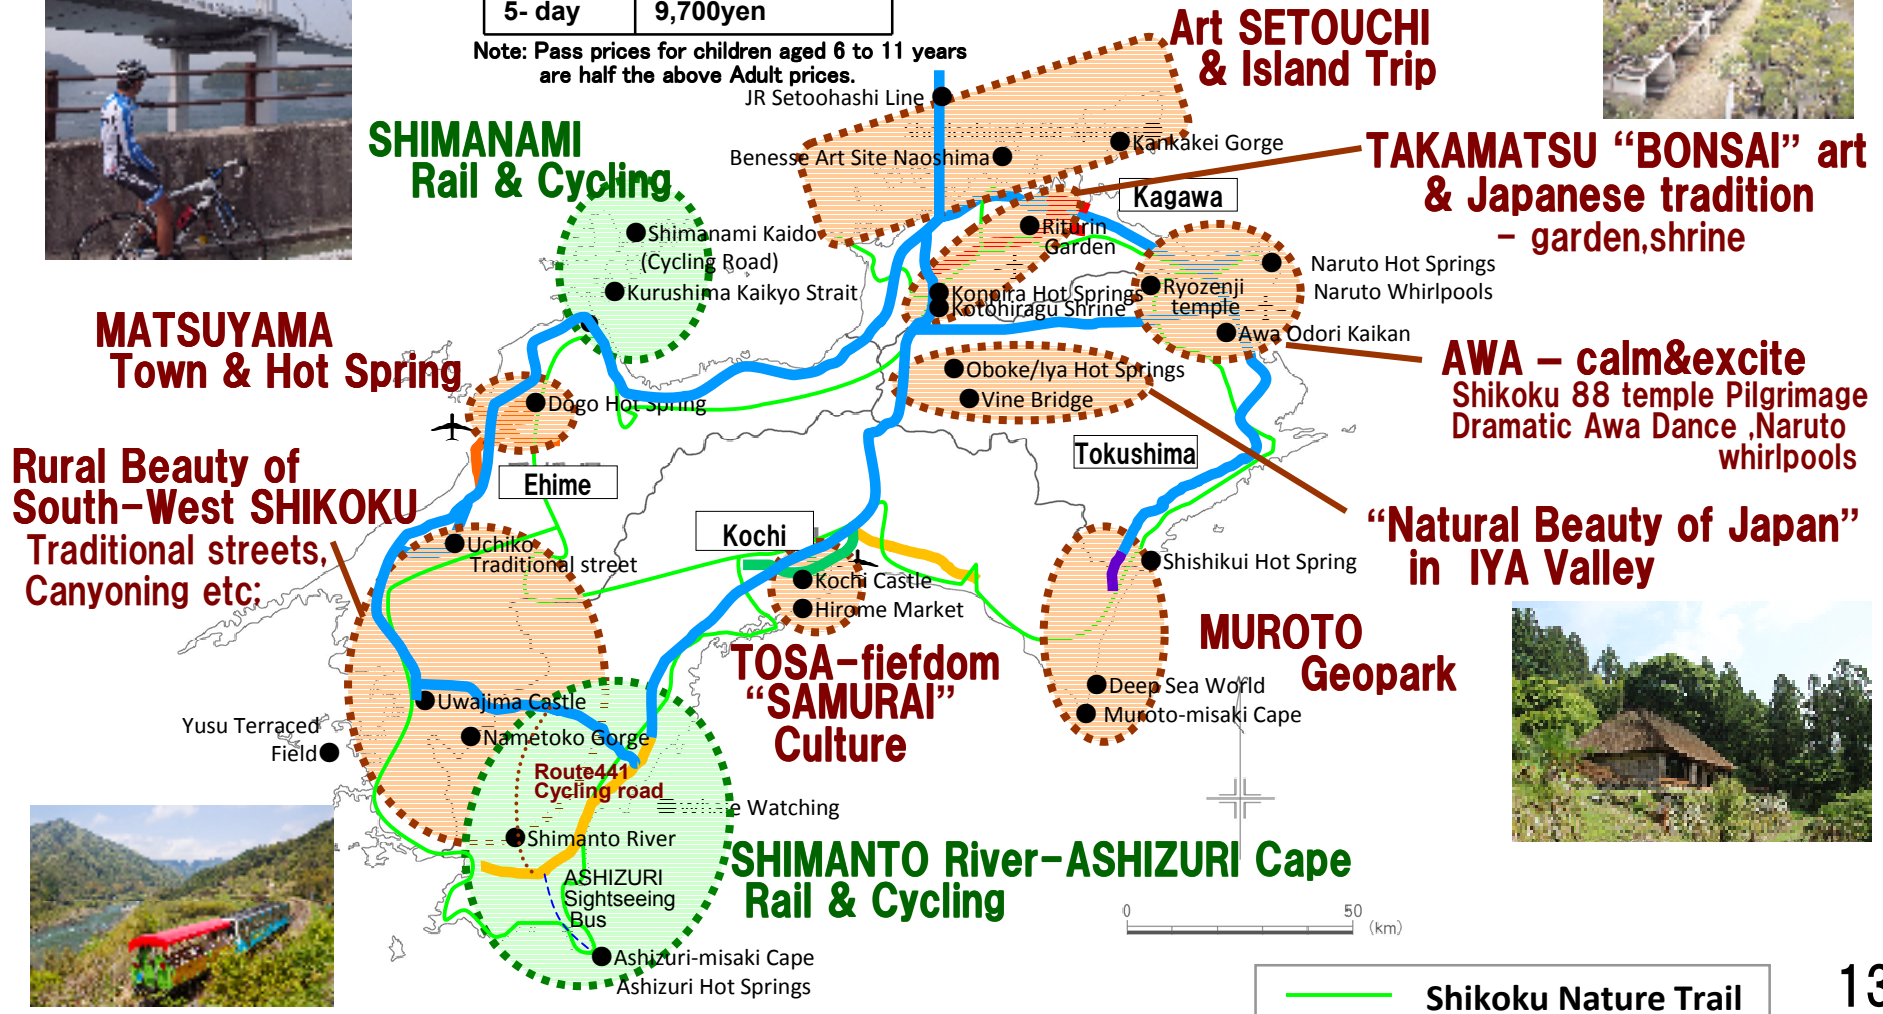 5- day 9,700yen
Note: Pass prices for children aged 6 to 11 years
are half the above Adult prices.
Art SETOUCHI
& Island Trip
JR Setoohashi Line
SHIMANAMI
Rail & Cycling
Benesse Art Site Naoshima
Kankakei Gorge
TAKAMATSU “BONSAI” art
& Japanese tradition
– garden,shrine
Kagawa
Riturin
Garden
Shimanami Kaido
(Cycling Road)
Kurushima Kaikyo Strait
Konpira Hot Springs
Kotohiragu Shrine
Ryozenji
temple
Naruto Hot Springs
Naruto Whirlpools
Awa Odori Kaikan
MATSUYAMA
Town & Hot Spring
AWA – calm&excite
Shikoku 88 temple Pilgrimage
Dramatic Awa Dance ,Naruto
whirlpools
Oboke/Iya Hot Springs
Vine Bridge
Dogo Hot Spring
Tokushima
Rural Beauty of
South-West SHIKOKU
Traditional streets,
Canyoning etc;
Ehime
Kochi
“Natural Beauty of Japan”
in IYA Valley
Uchiko
Traditional street
Kochi Castle
Hirome Market
Shishikui Hot Spring
MUROTO
Geopark
TOSA-fiefdom
“SAMURAI”
Culture
Deep Sea World
Muroto-misaki Cape
Uwajima Castle
Yusu Terraced
Field
Nametoko Gorge
Route441
Cycling road
Watching
Shimanto River
SHIMANTO River-ASHIZURI Cape
Rail & Cycling
ASHIZURI
Sightseeing
Bus
0 50
(km)
Ashizuri-misaki Cape
Ashizuri Hot Springs
Shikoku Nature Trail
13